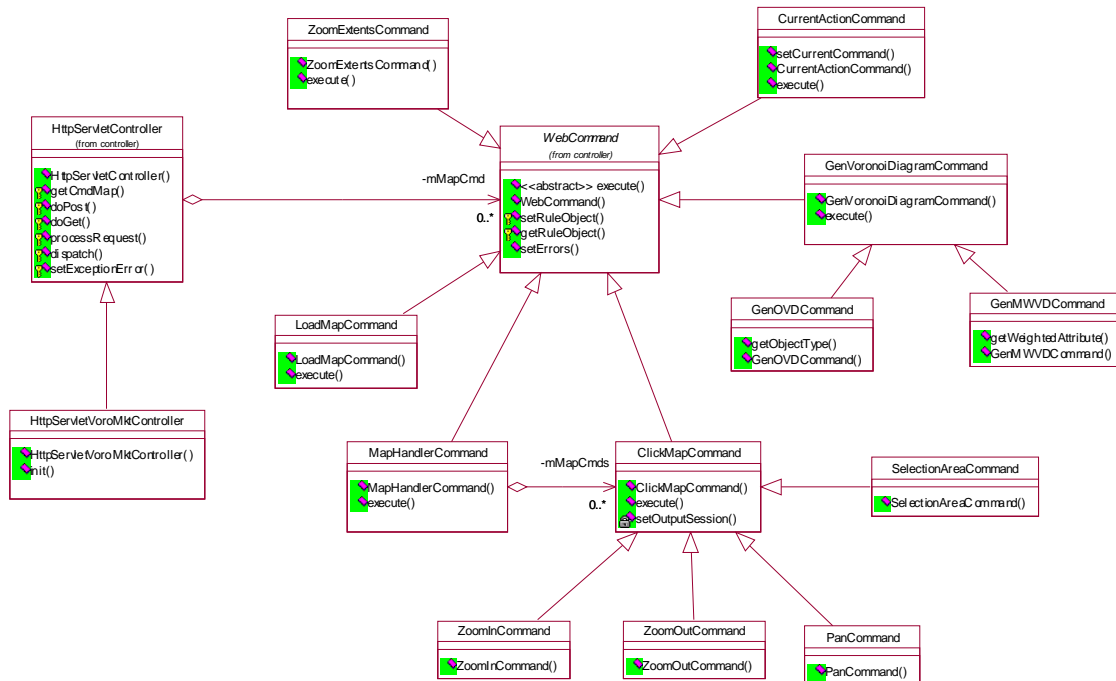 ZoomExtentsCommand
ZoomExtentsCommand()
execute()
CurrentActionCommand
setCurrentCommand()
CurrentActionCommand()
execute()
HttpServletController
(from controller)
HttpServletController()
getCmdMap()
doPost()
doGet()
processRequest()
dispatch()
setExceptionError()
-mMapCmd
0..*
WebCommand
(from controller)
<<abstract>> execute()
WebCommand()
setRuleObject()
getRuleObject()
setErrors()
GenVoronoiDiagramCommand
GenVoronoiDiagramCommand()
execute()
LoadMapCommand
LoadMapCommand()
execute()
GenOVDCommand
getObjectType()
GenOVDCommand()
GenMWVDCommand
getWeightedAttribute()
GenMWVDCommand()
HttpServletVoroMktController
HttpServletVoroMktController()
init()
MapHandlerCommand
MapHandlerCommand()
execute()
-mMapCmds
0..*
ClickMapCommand
ClickMapCommand()
execute()
setOutputSession()
SelectionAreaCommand
SelectionAreaCommand()
ZoomInCommand
ZoomInCommand()
ZoomOutCommand
ZoomOutCommand()
PanCommand
PanCommand()